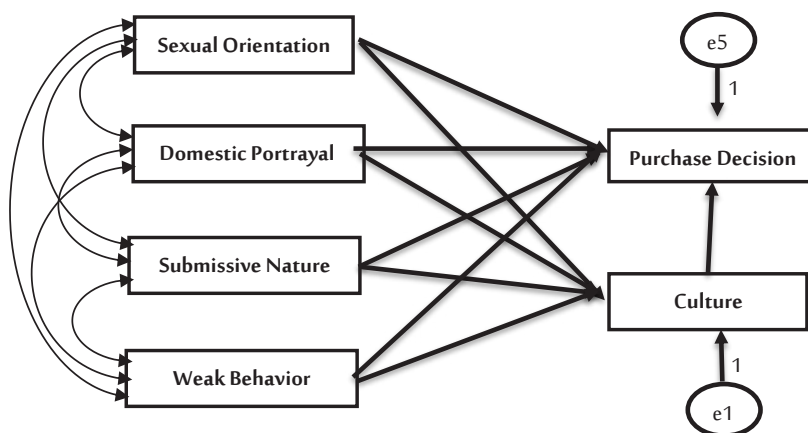 Sexual Orientation
e5
1
Domestic Portrayal
Purchase Decision
Submissive Nature
Culture
Weak Behavior
1
e1